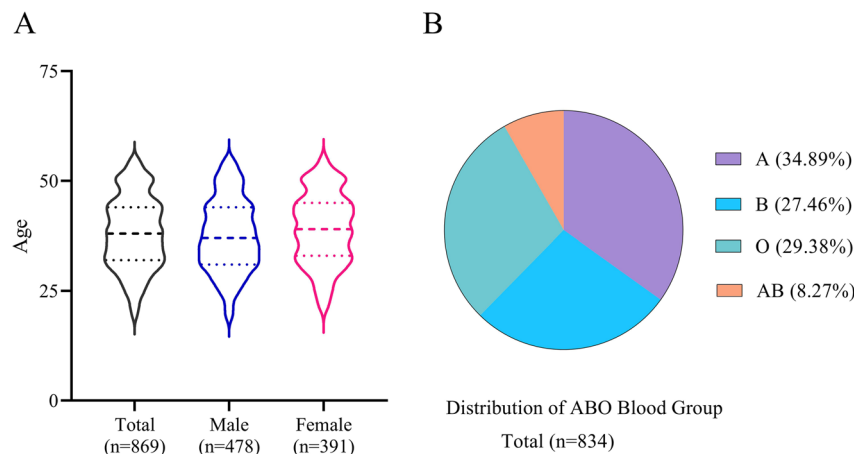 A
B
75
50
25
0
Age
Total
(n=869)
Male
(n=478)
Female
(n=391)
A (34.89%)
B (27.46%)
O (29.38%)
AB (8.27%)
Distribution of ABO Blood Group
Total (n=834)